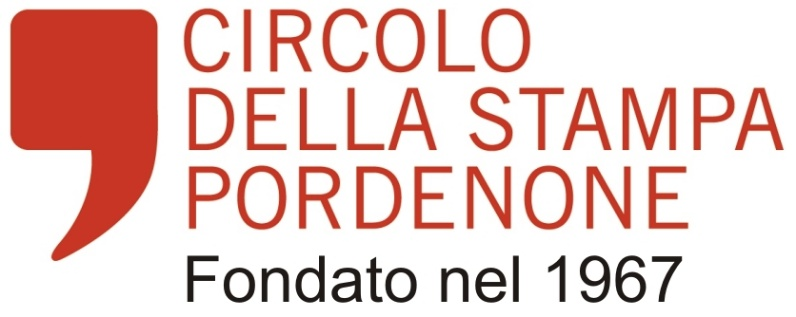 CIRCOLO
DELLA STAMPA
PORDENONE
Fondato nel 1967